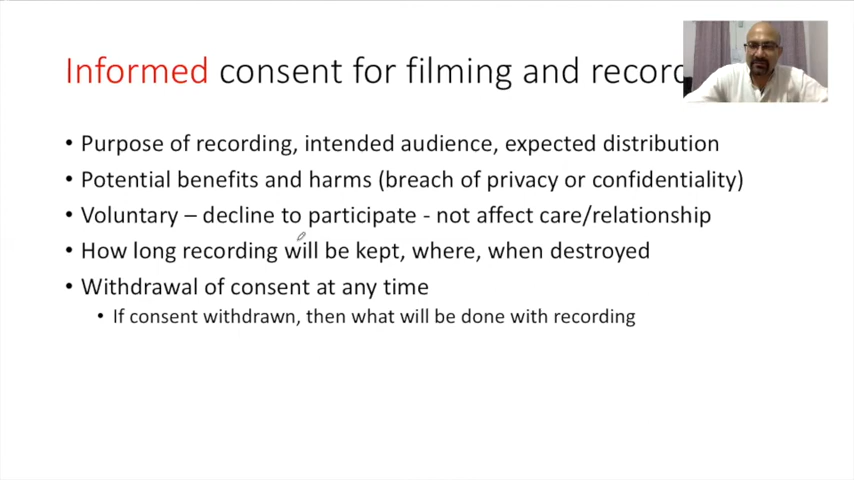 Informed consent for filming and recor
• Purpose of recording, intended audience, expected distribution
• Potential benefits and harms (breach of privacy or confidentiality)
• Voluntary – decline to participate - not affect care/relationship
• How long recording will be kept, where, when destroyed
• Withdrawal of consent at any time
• If consent withdrawn, then what will be done with recording